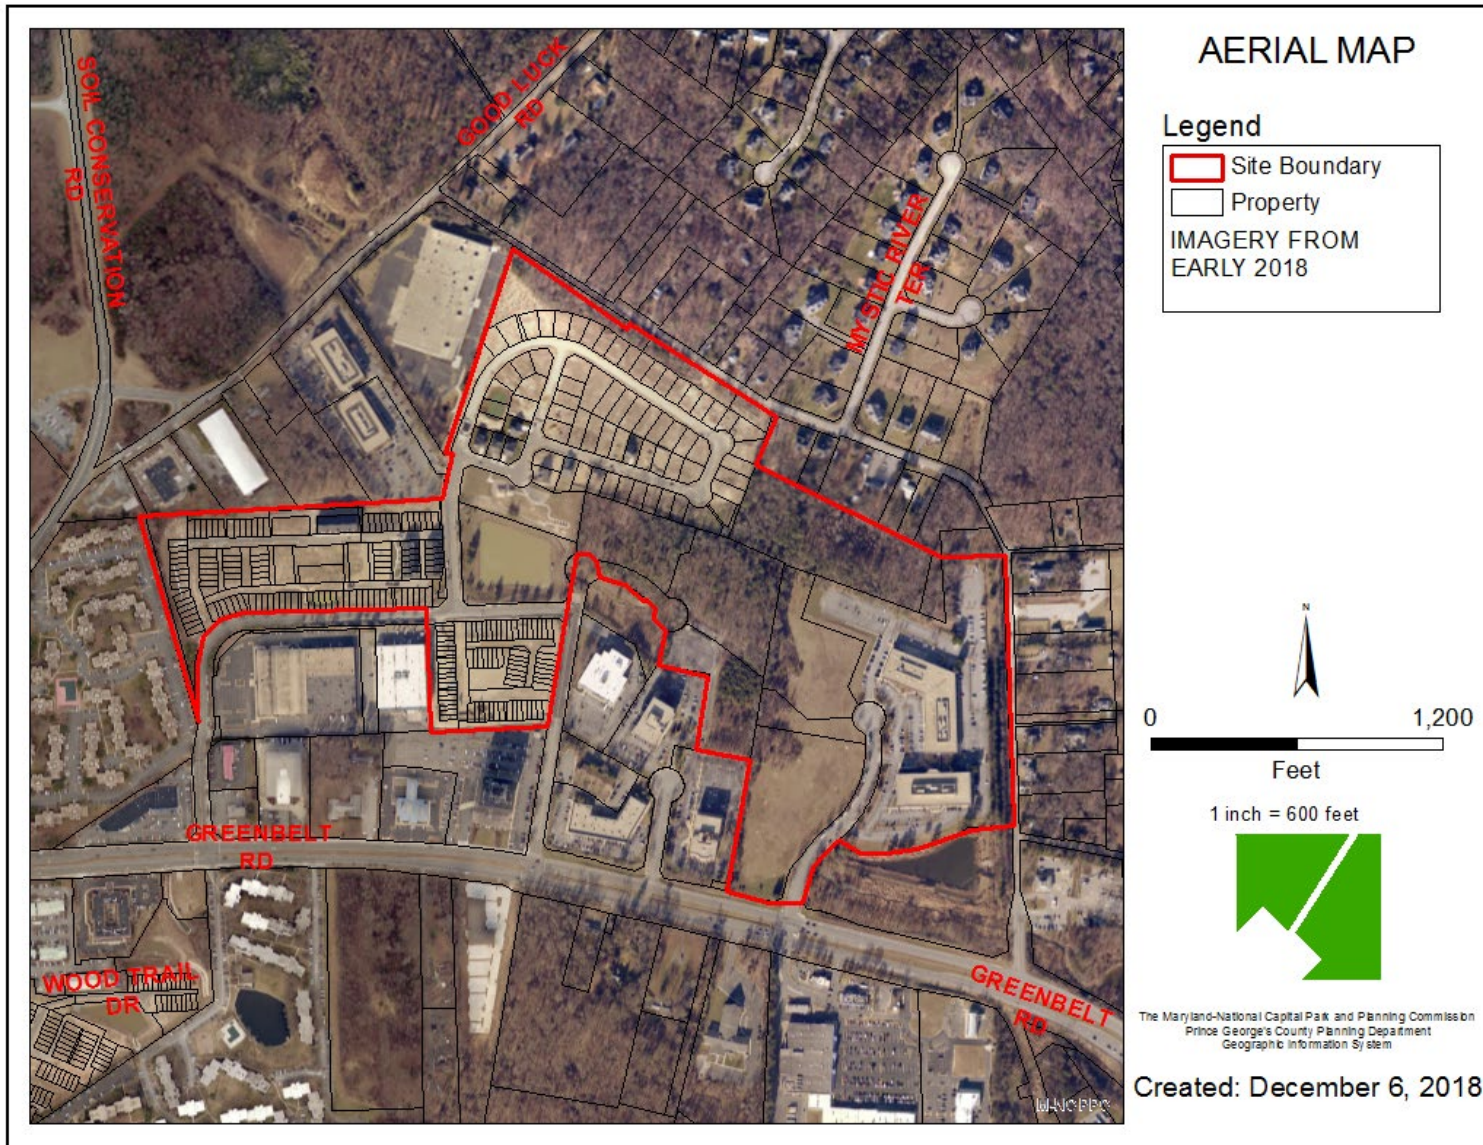 AERIAL MAP
Legend
Site Boundary
Property
IMAGERY FROM
EARLY 2018
SOIL CONSERVATION
RD
GOOD LUCK
RD
MYSTIC RIVER
TER
GREENBELT
RD
WOOD TRAIL
DR
GREENBELT
RD
N
0 1,200
Feet
1 inch = 600 feet
The Maryland-National Capital Park and Planning Commission
Prince George's County Planning Department
Geographic Information System
Created: December 6, 2018